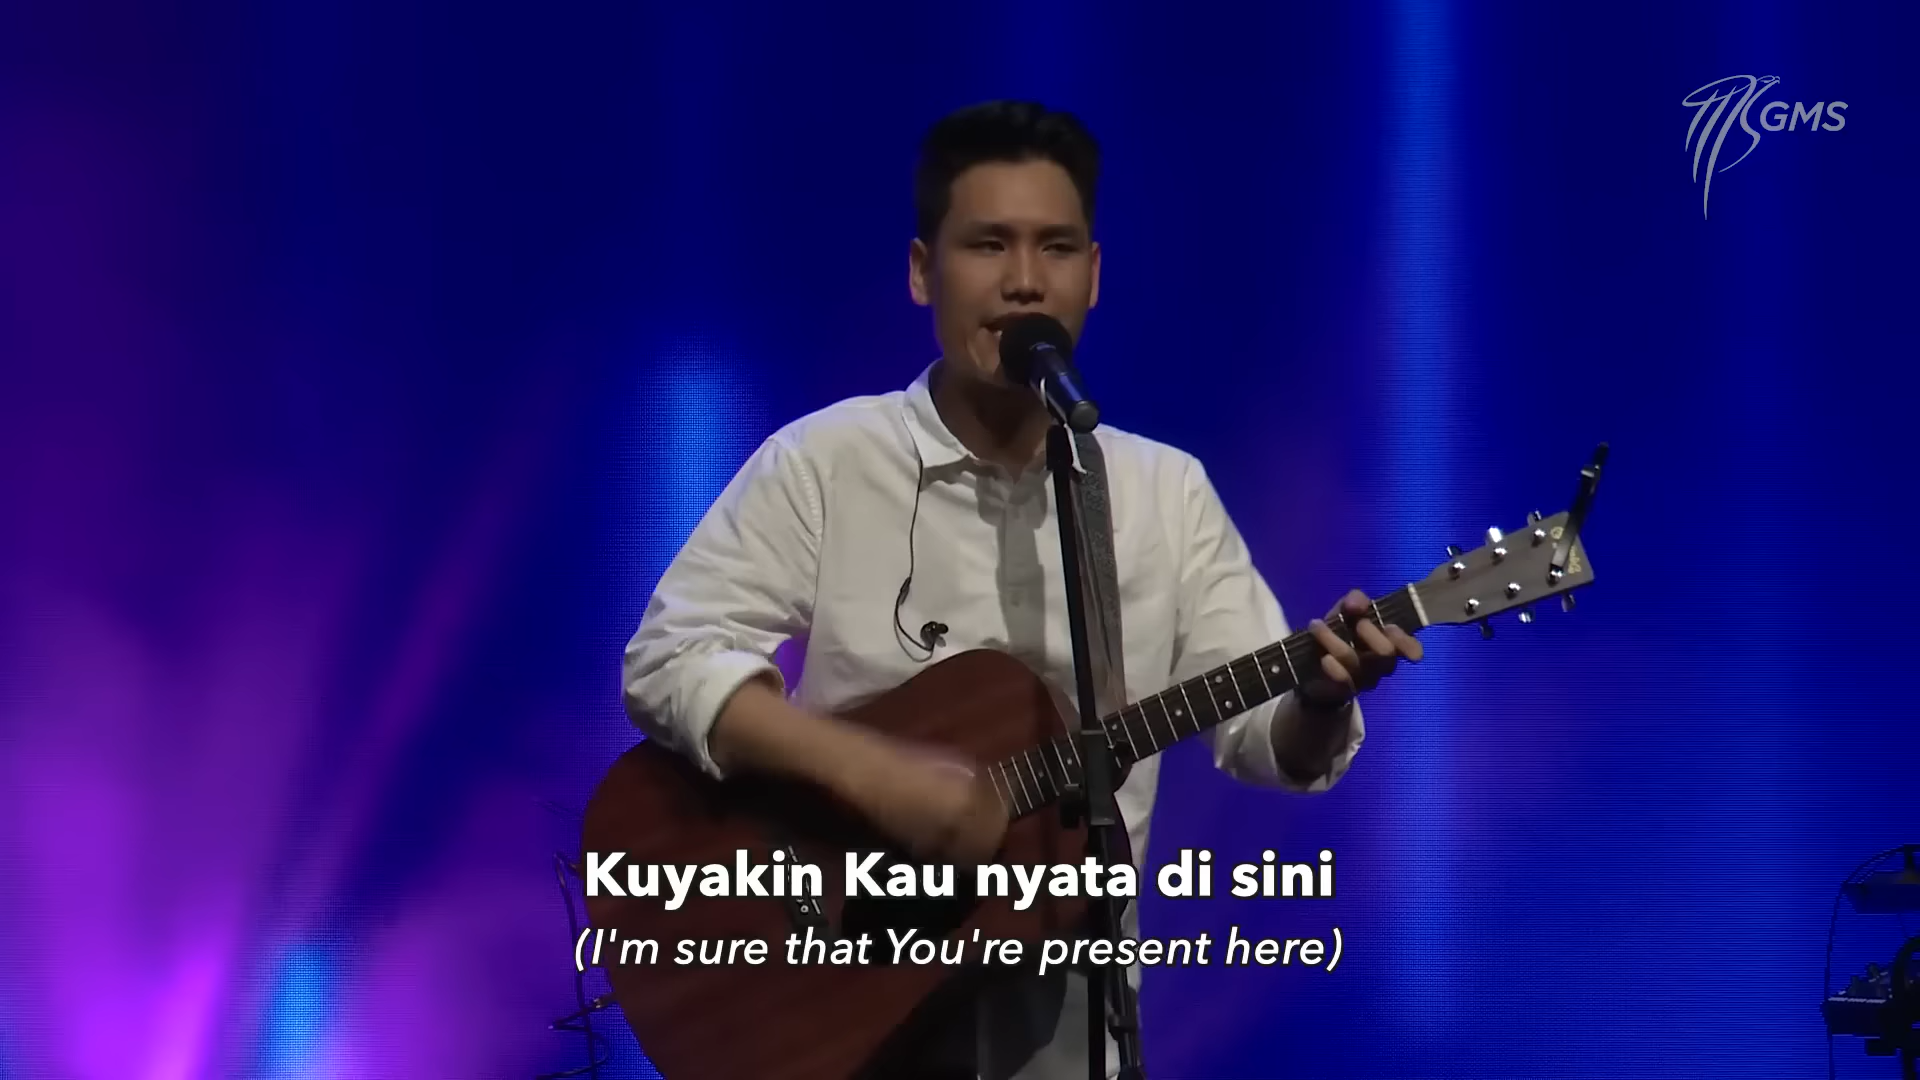 GMS
Kuyakin Kau nyata di sini
(I'm sure that You're present here)